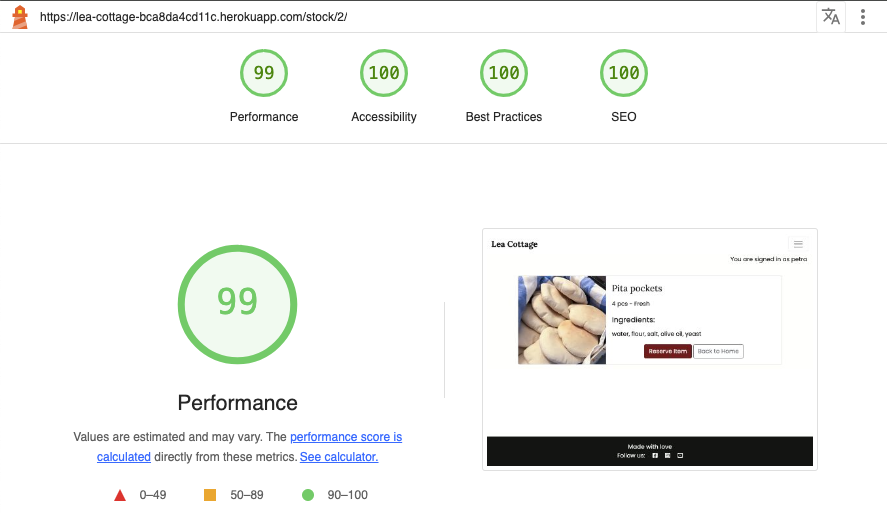 https://lea-cottage-bca8da4cd11c.herokuapp.com/stock/2/
99 100 100 100
Performance Accessibility Best Practices SEO
99
Performance
Values are estimated and may vary. The performance score is
calculated directly from these metrics. See calculator.
0–49 50–89 90–100
Lea Cottage
You are signed in as petra
Pita pockets
4 pcs - Fresh
Ingredients:
water, flour, salt, olive oil, yeast
Reserve Item Back to Home
Made with love
Follow us: